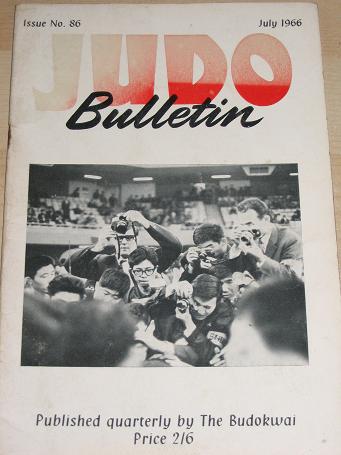 Issue No. 86 July 1966
JUDO
Bulletin
Published quarterly by The Budokwai
Price 2/6